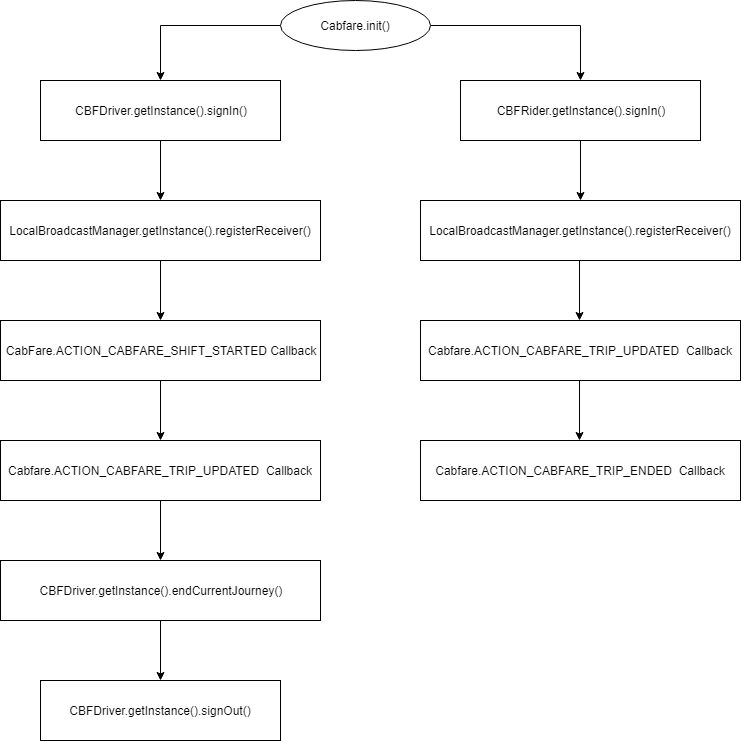 Cabfare.init()
CBFDriver.getInstance().signIn()
CBFRider.getInstance().signIn()
LocalBroadcastManager.getInstance().registerReceiver()
LocalBroadcastManager.getInstance().registerReceiver()
CabFare.ACTION_CABFARE_SHIFT_STARTED Callback
Cabfare.ACTION_CABFARE_TRIP_UPDATED  Callback
Cabfare.ACTION_CABFARE_TRIP_UPDATED  Callback
Cabfare.ACTION_CABFARE_TRIP_ENDED  Callback
CBFDriver.getInstance().endCurrentJourney()
CBFDriver.getInstance().signOut()